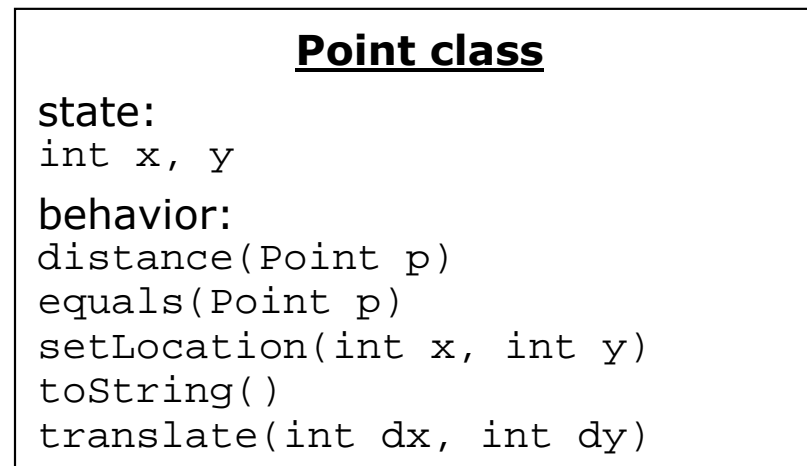 Point class
state:
int x, y
behavior:
distance(Point p)
equals(Point p)
setLocation(int x, int y)
toString()
translate(int dx, int dy)